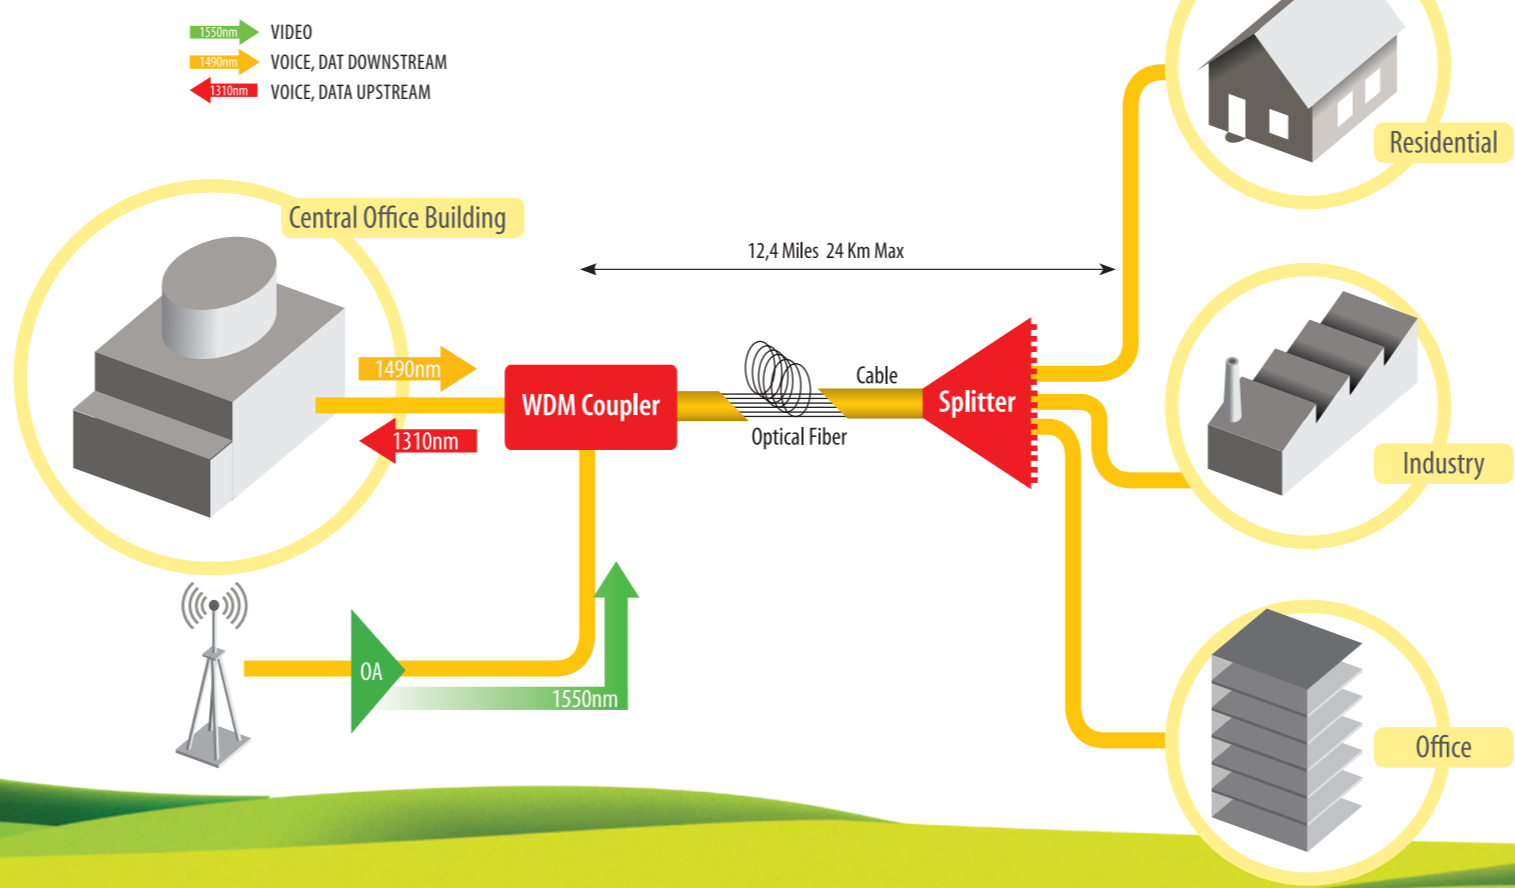 1550nm VIDEO
1490nm VOICE, DAT DOWNSTREAM
1310nm VOICE, DATA UPSTREAM
Residential
Central Office Building
12,4 Miles 24 Km Max
1490nm
WDM Coupler
Cable
Splitter
1310nm
Optical Fiber
Industry
OA
1550nm
Office